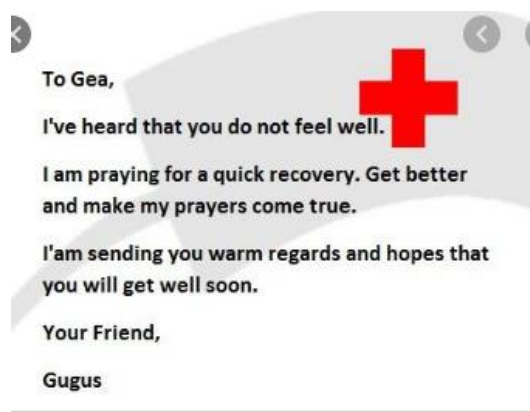 To Gea,
I've heard that you do not feel well.
I am praying for a quick recovery. Get better
and make my prayers come true.
I'am sending you warm regards and hopes that
you will get well soon.
Your Friend,
Gugus